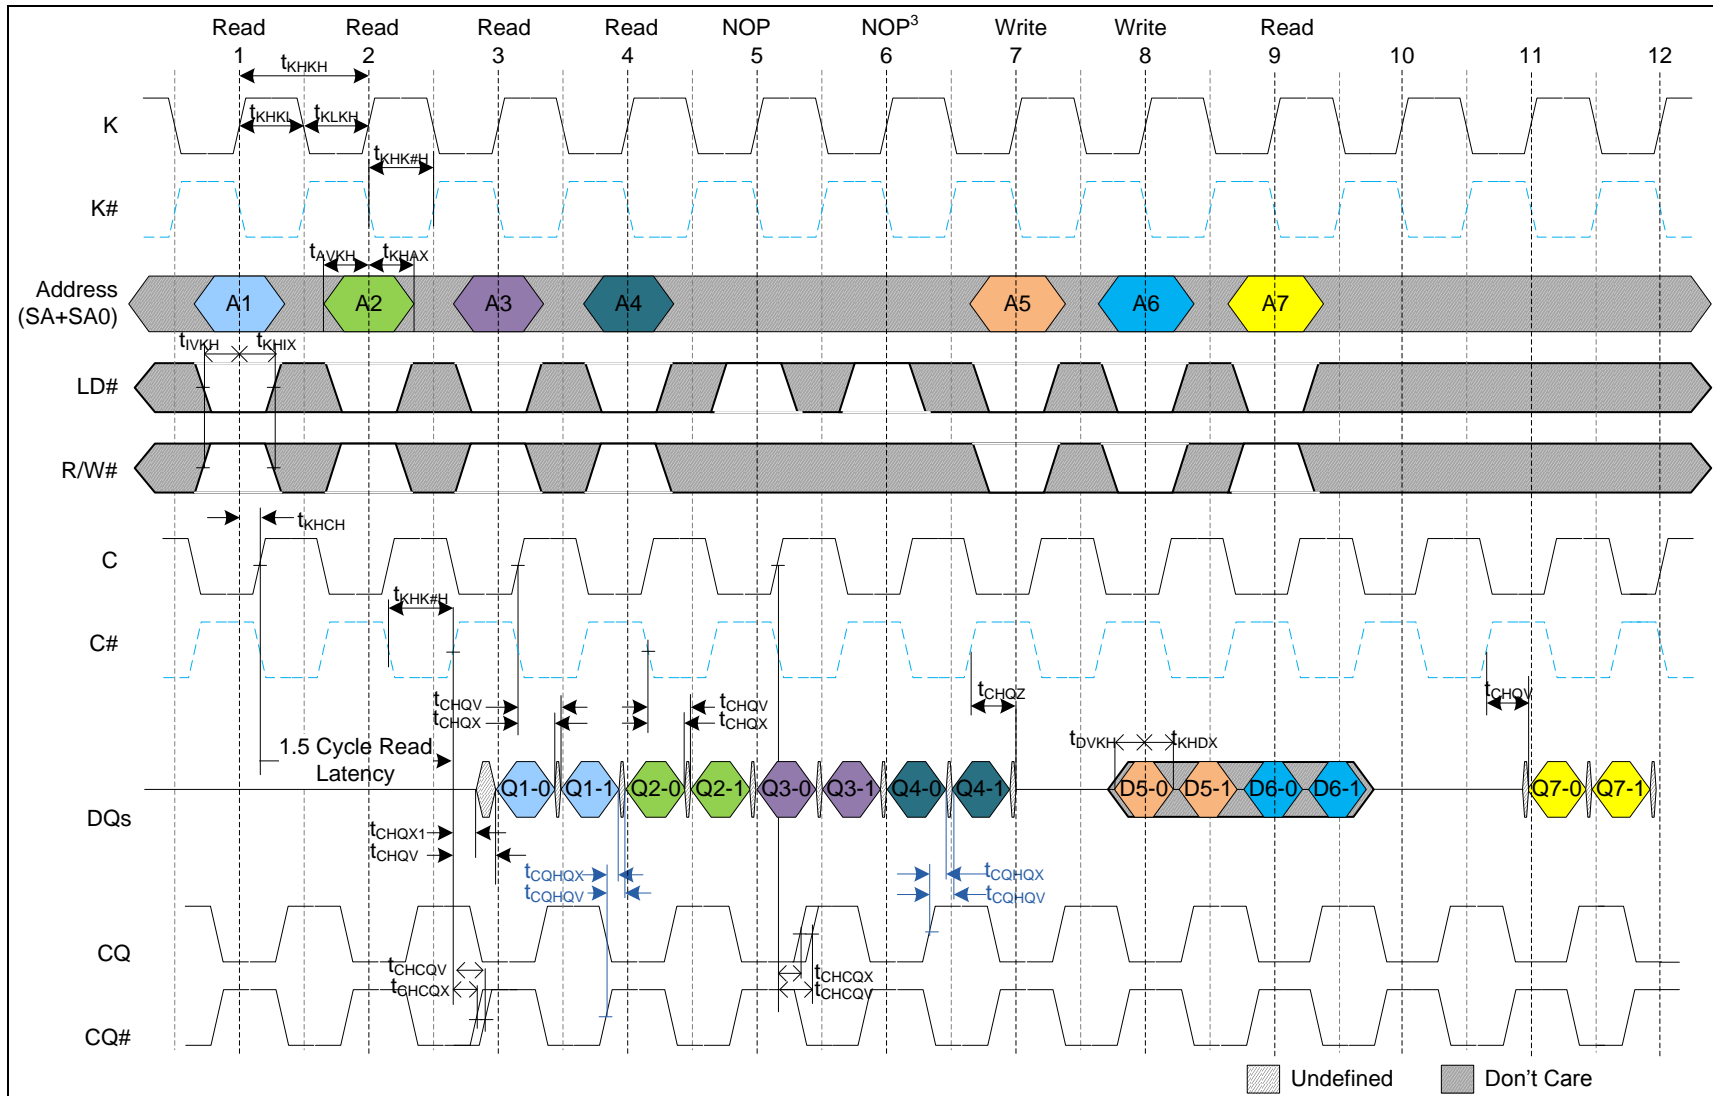 Read Read Read Read NOP NOP3 Write Write Read
1 2 3 4 5 6 7 8 9 10 11 12
tKHKH
K
tKHKL tKLKH
tKHK#H
K#
tAVKH tKHAX
Address
(SA+SA0)
A1 A2 A3 A4 A5 A6 A7
tIVKH tKHIX
LD#
R/W#
tKHCH
C
tKHK#H
C#
tCHQV tCHQV tCHQZ tCHQV
tCHQX tCHQX
tDVKH tKHDX
1.5 Cycle Read
Latency
DQs
Q1-0 Q1-1 Q2-0 Q2-1 Q3-0 Q3-1 Q4-0 Q4-1 D5-0 D5-1 D6-0 D6-1 Q7-0 Q7-1
tCHQX1
tCHQV
tCQHQX tCQHQX
tCQHQV tCQHQV
CQ
tCHCQV tCHCQX
tCHCQX tCHCQV
CQ#
Undefined Don't Care